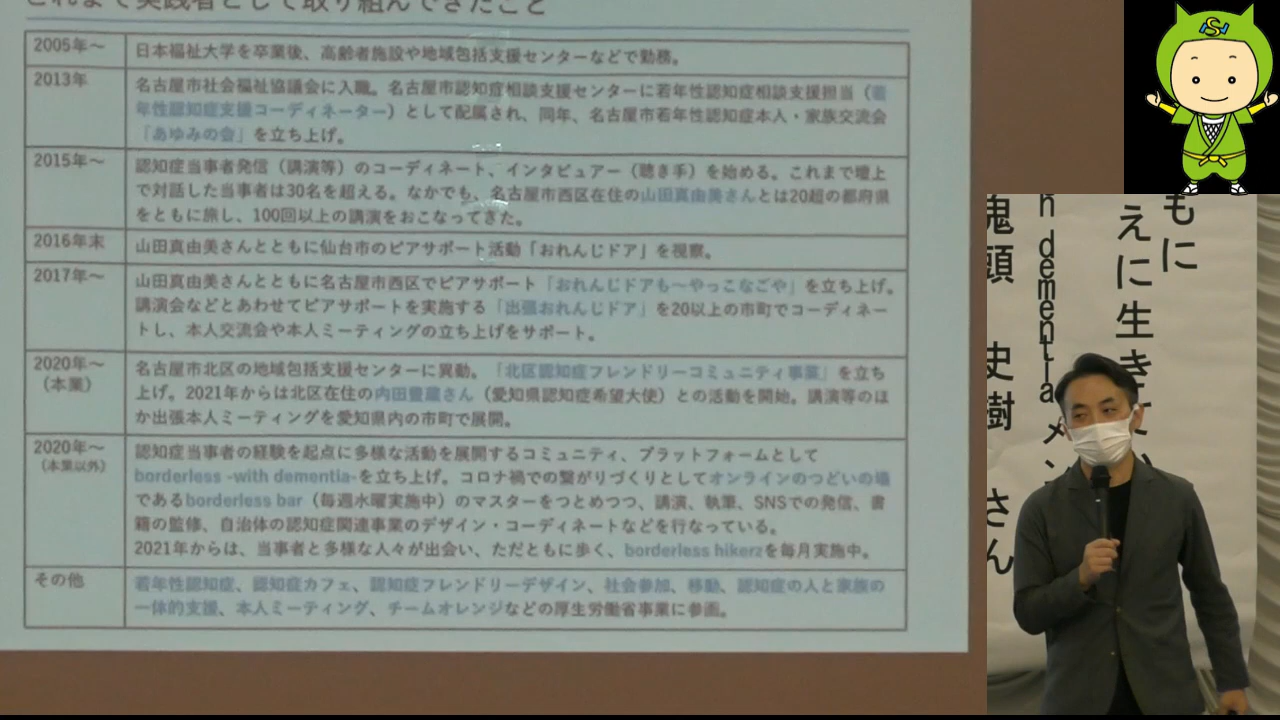 これまで実践者として取り組んできたこと
2005年～
日本福祉大学を卒業後、高齢者施設や地域包括支援センターなどで勤務。
2013年
名古屋市社会福祉協議会に入職。名古屋市認知症相談支援センターに若年性認知症相談支援担当（若
年性認知症支援コーディネーター）として配属され、同年、名古屋市若年性認知症本人・家族交流会
「あゆみの会」を立ち上げ。
2015年～
認知症当事者発信（講演等）のコーディネート、インタビュアー（聴き手）を始める。これまで壇上
で対話した当事者は30名を超える。なかでも、名古屋市西区在住の山田真由美さんとは20超の都府県
をともに旅し、100回以上の講演をおこなってきた。
2016年末
山田真由美さんとともに仙台市のピアサポート活動「おれんじドア」を視察。
2017年～
山田真由美さんとともに名古屋市西区でピアサポート「おれんじドアも～やっこなごや」を立ち上げ。
講演会などとあわせてピアサポートを実施する「出張おれんじドア」を20以上の市町でコーディネー
トし、本人交流会や本人ミーティングの立ち上げをサポート。
2020年～
（本業）
名古屋市北区の地域包括支援センターに異動。「北区認知症フレンドリーコミュニティ事業」を立ち
上げ。2021年からは北区在住の内田豊蔵さん（愛知県認知症希望大使）との活動を開始。講演等のほ
か出張本人ミーティングを愛知県内の市町で展開。
2020年～
（本業以外）
認知症当事者の経験を起点に多様な活動を展開するコミュニティ、プラットフォームとして
borderless -with dementia-を立ち上げ。コロナ禍での繋がりづくりとしてオンラインのつどいの場
であるborderless bar（毎週水曜実施中）のマスターをつとめつつ、講演、執筆、SNSでの発信、書
籍の監修、自治体の認知症関連事業のデザイン・コーディネートなどを行なっている。
2021年からは、当事者と多様な人々が出会い、ただともに歩く、borderless hikerzを毎月実施中。
その他
若年性認知症、認知症カフェ、認知症フレンドリーデザイン、社会参加、移動、認知症の人と家族の
一体的支援、本人ミーティング、チームオレンジなどの厚生労働省事業に参画。
もに
えに生き
h dementia メン
鬼頭 史樹 さん